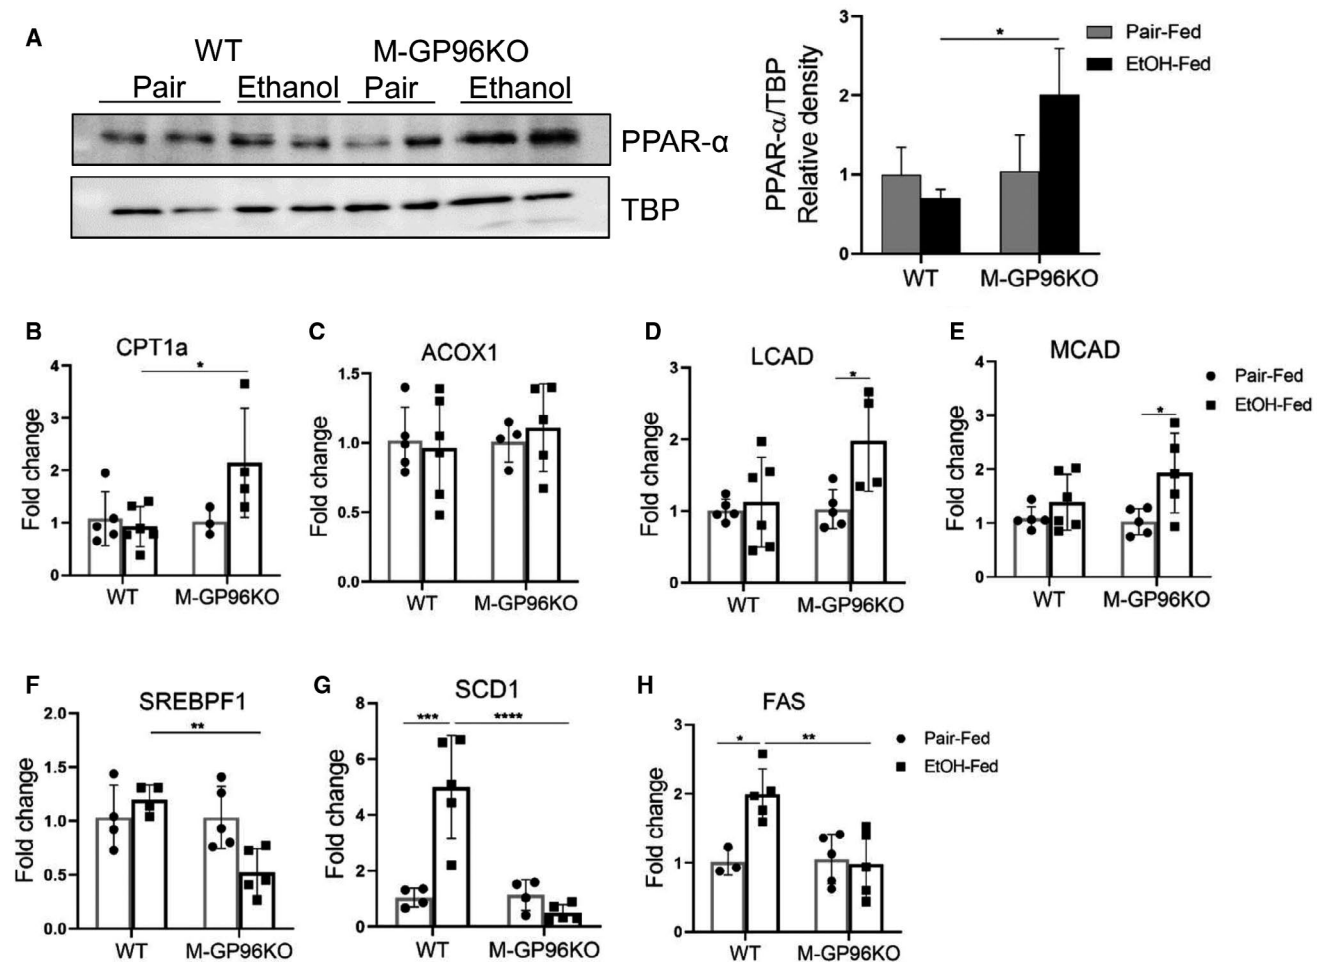 A
WT M-GP96KO
Pair Ethanol Pair Ethanol
PPAR-α
TBP
PPAR-α/TBP
Relative density
3
2
1
0
*
Pair-Fed
EtOH-Fed
WT M-GP96KO
B
CPT1a
Fold change
4
3
2
1
0
*
WT M-GP96KO
C
ACOX1
Fold change
1.5
1.0
0.5
0.0
WT M-GP96KO
D
LCAD
Fold change
3
2
1
0
*
WT M-GP96KO
E
MCAD
Fold change
4
3
2
1
0
*
WT M-GP96KO
Pair-Fed
EtOH-Fed
F
SREBPF1
Fold change
2.0
1.5
1.0
0.5
0.0
**
WT M-GP96KO
G
SCD1
Fold change
8
6
4
2
0
*** ****
WT M-GP96KO
H
FAS
Fold change
3
2
1
0
* **
WT M-GP96KO
Pair-Fed
EtOH-Fed